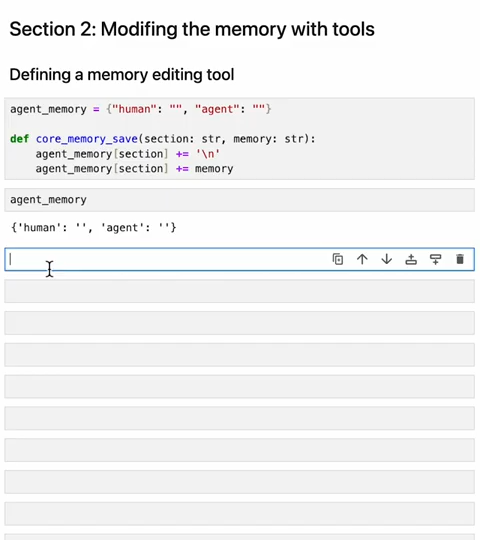 Section 2: Modifing the memory with tools
Defining a memory editing tool
agent_memory = {"human": "", "agent": ""}
def core_memory_save(section: str, memory: str):
    agent_memory[section] += '\n'
    agent_memory[section] += memory
agent_memory
{'human': '', 'agent': ''}